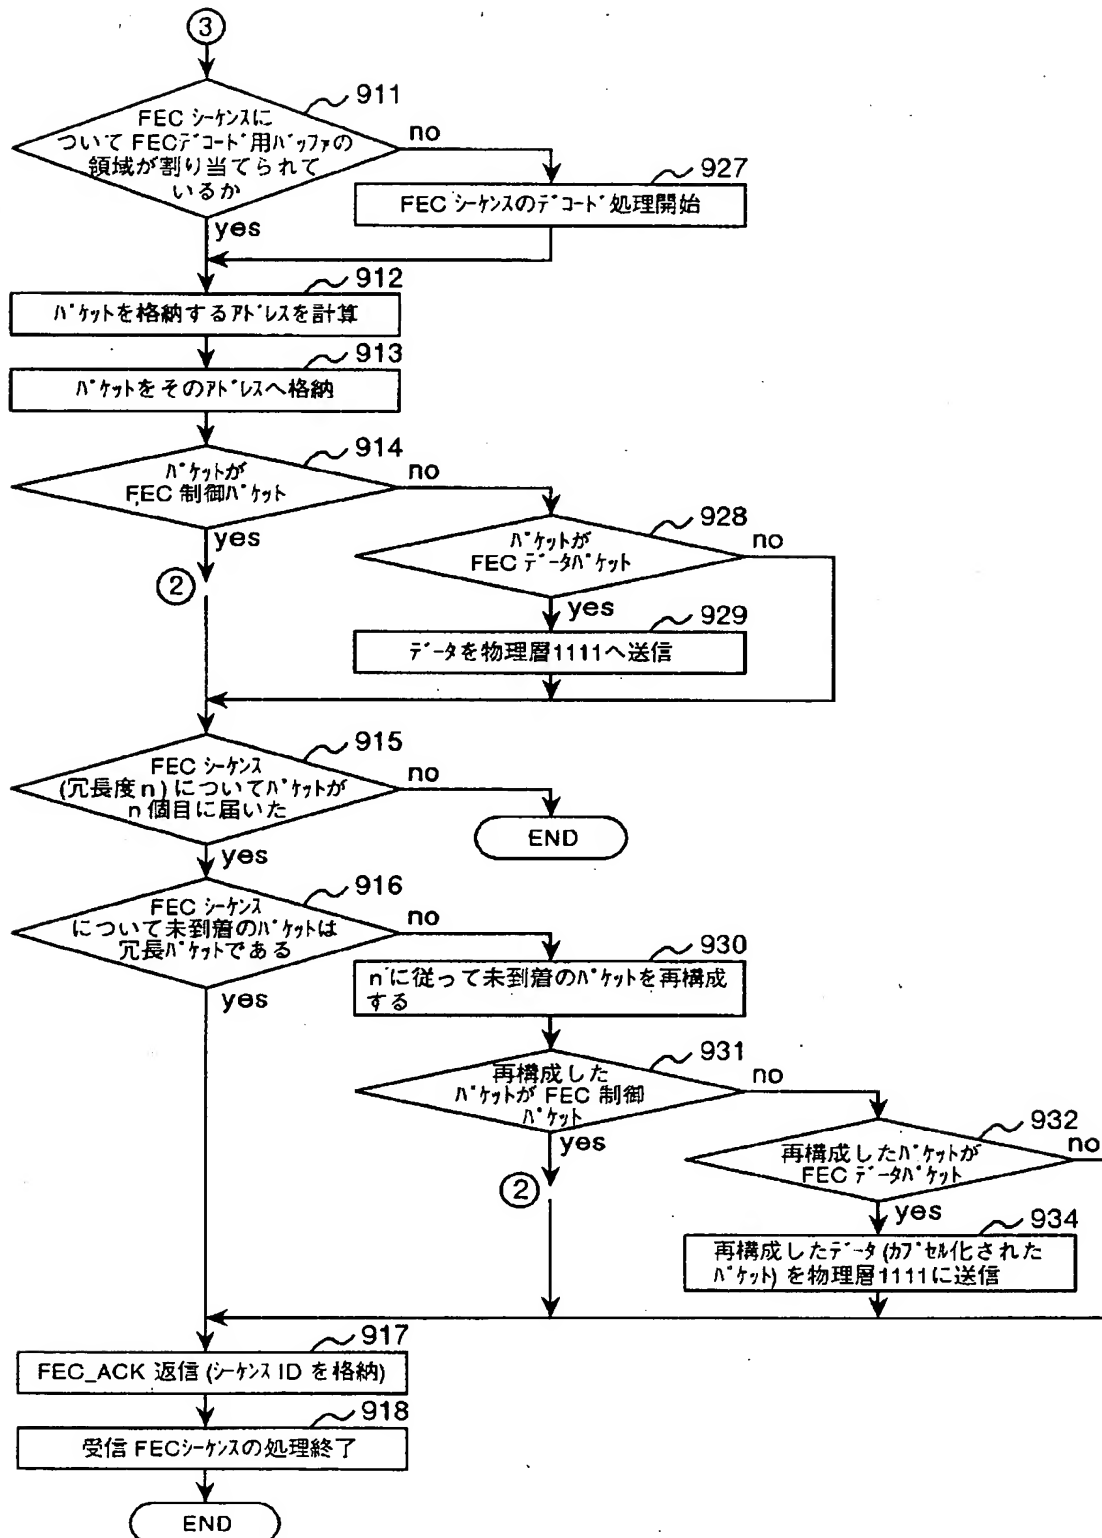 ③
911
FEC シーケンスに
ついて FECデコード用バッファの
領域が割り当てられて
いるか
no
yes
927
FEC シーケンスのデコード処理開始
912
パケットを格納するアドレスを計算
913
パケットをそのアドレスへ格納
914
パケットが
FEC 制御パケット
no
yes
②
928
パケットが
FEC データパケット
no
yes
929
データを物理層1111へ送信
915
FEC シーケンス
(冗長度n)についてパケットが
n個目に届いた
no
END
yes
916
FEC シーケンス
について未到着のパケットは
冗長パケットである
no
yes
930
nに従って未到着のパケットを再構成
する
931
再構成した
パケットが FEC 制御
パケット
no
yes
②
932
再構成したパケットが
FEC データパケット
no
yes
934
再構成したデータ(カプセル化された
パケット)を物理層1111に送信
917
FEC_ACK 返信(シーケンス ID を格納)
918
受信 FECシーケンスの処理終了
END